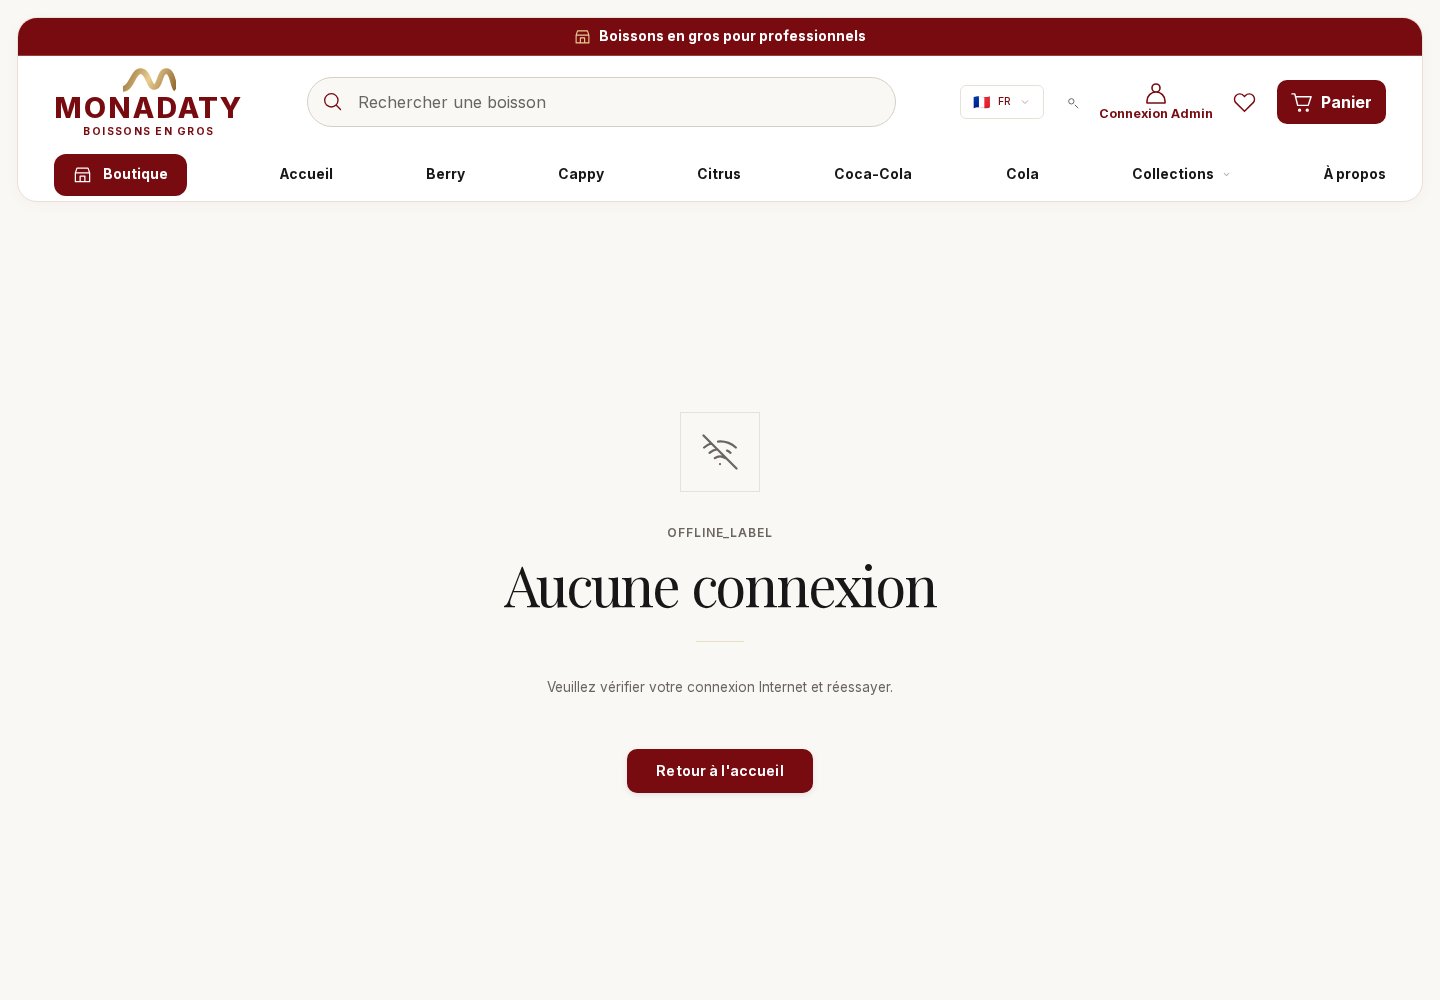 Boissons en gros pour professionnels
MONADATY
BOISSONS EN GROS
Rechercher une boisson
FR
Connexion Admin
Panier
Boutique
Accueil
Berry
Cappy
Citrus
Coca-Cola
Cola
Collections
À propos
OFFLINE_LABEL
Aucune connexion
Veuillez vérifier votre connexion Internet et réessayer.
Retour à l'accueil